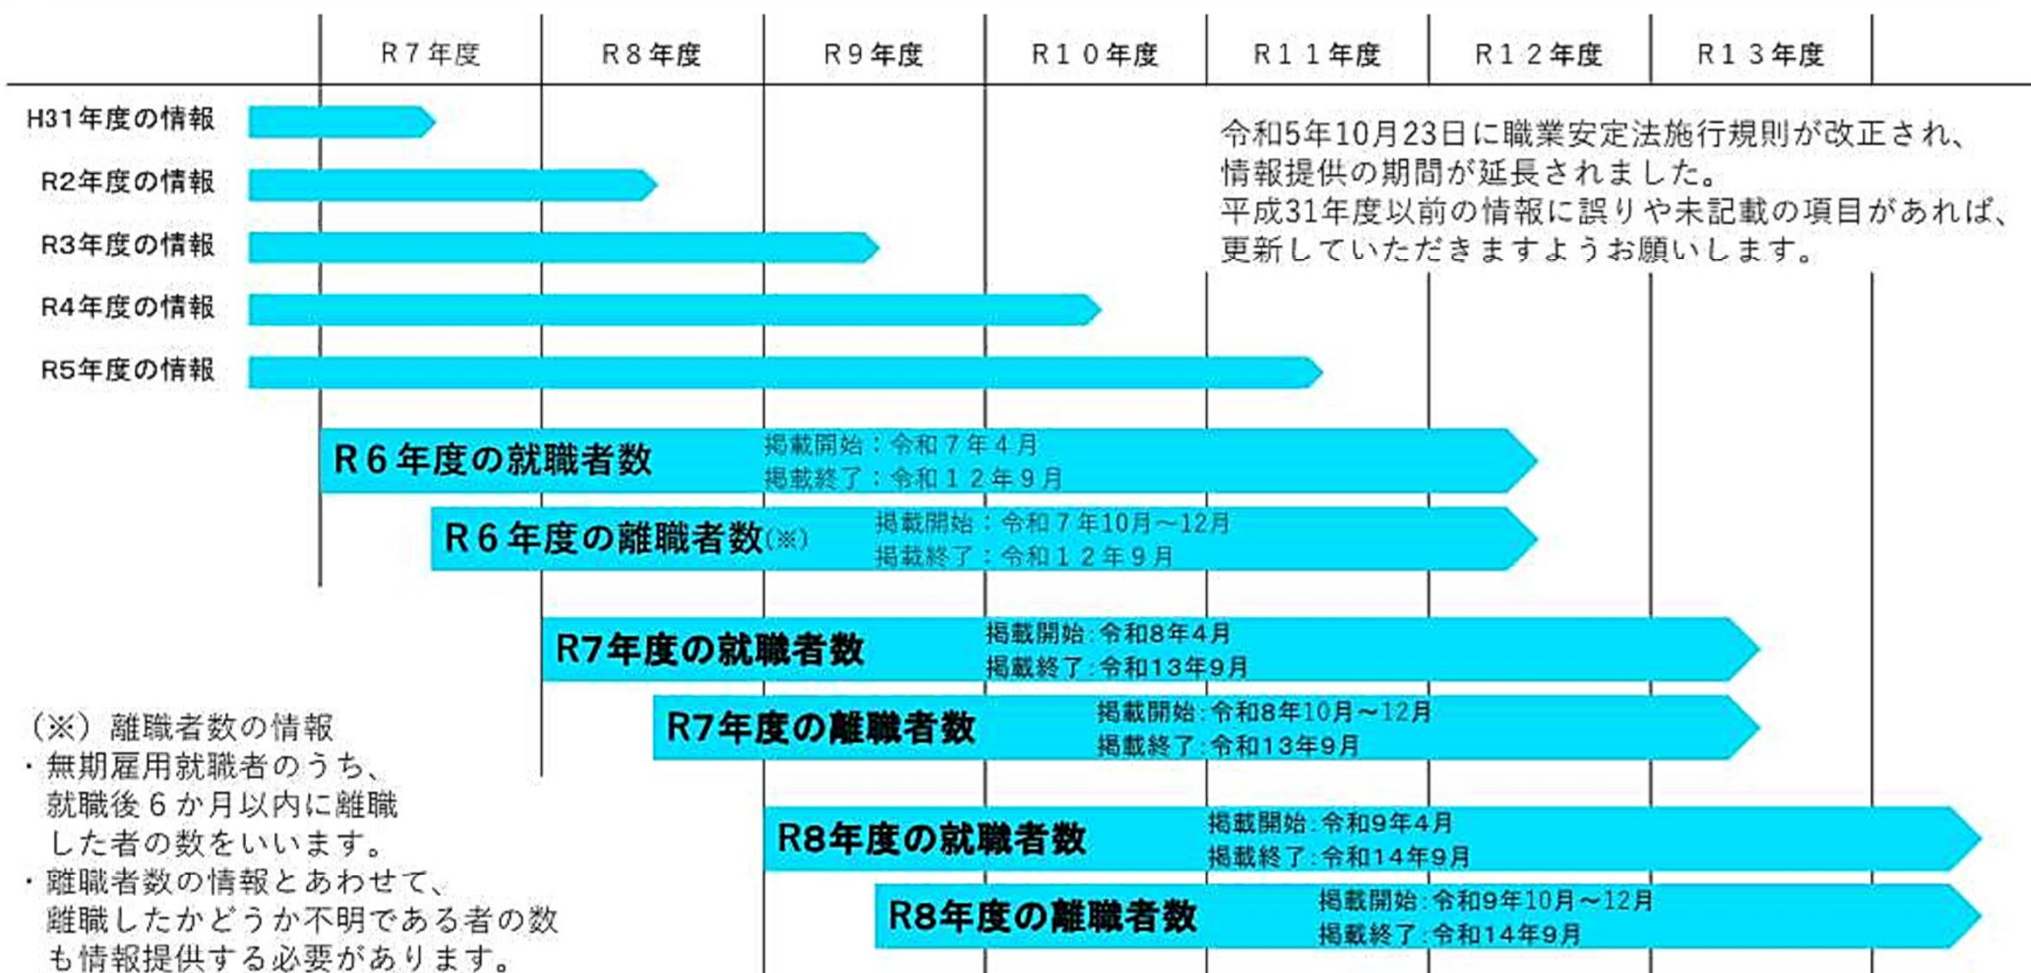 R7年度 R8年度 R9年度 R10年度 R11年度 R12年度 R13年度
H31年度の情報
R2年度の情報
R3年度の情報
R4年度の情報
R5年度の情報
令和5年10月23日に職業安定法施行規則が改正され、
情報提供の期間が延長されました。
平成31年度以前の情報に誤りや未記載の項目があれば、
更新していただきますようお願いします。
R6年度の就職者数
掲載開始：令和7年4月
掲載終了：令和12年9月
R6年度の離職者数(※)
掲載開始：令和7年10月～12月
掲載終了：令和12年9月
R7年度の就職者数
掲載開始:令和8年4月
掲載終了:令和13年9月
R7年度の離職者数
掲載開始:令和8年10月～12月
掲載終了:令和13年9月
R8年度の就職者数
掲載開始:令和9年4月
掲載終了:令和14年9月
R8年度の離職者数
掲載開始:令和9年10月～12月
掲載終了:令和14年9月
（※）離職者数の情報
・無期雇用就職者のうち、
就職後6か月以内に離職
した者の数をいいます。
・離職者数の情報とあわせて、
離職したかどうか不明である者の数
も情報提供する必要があります。